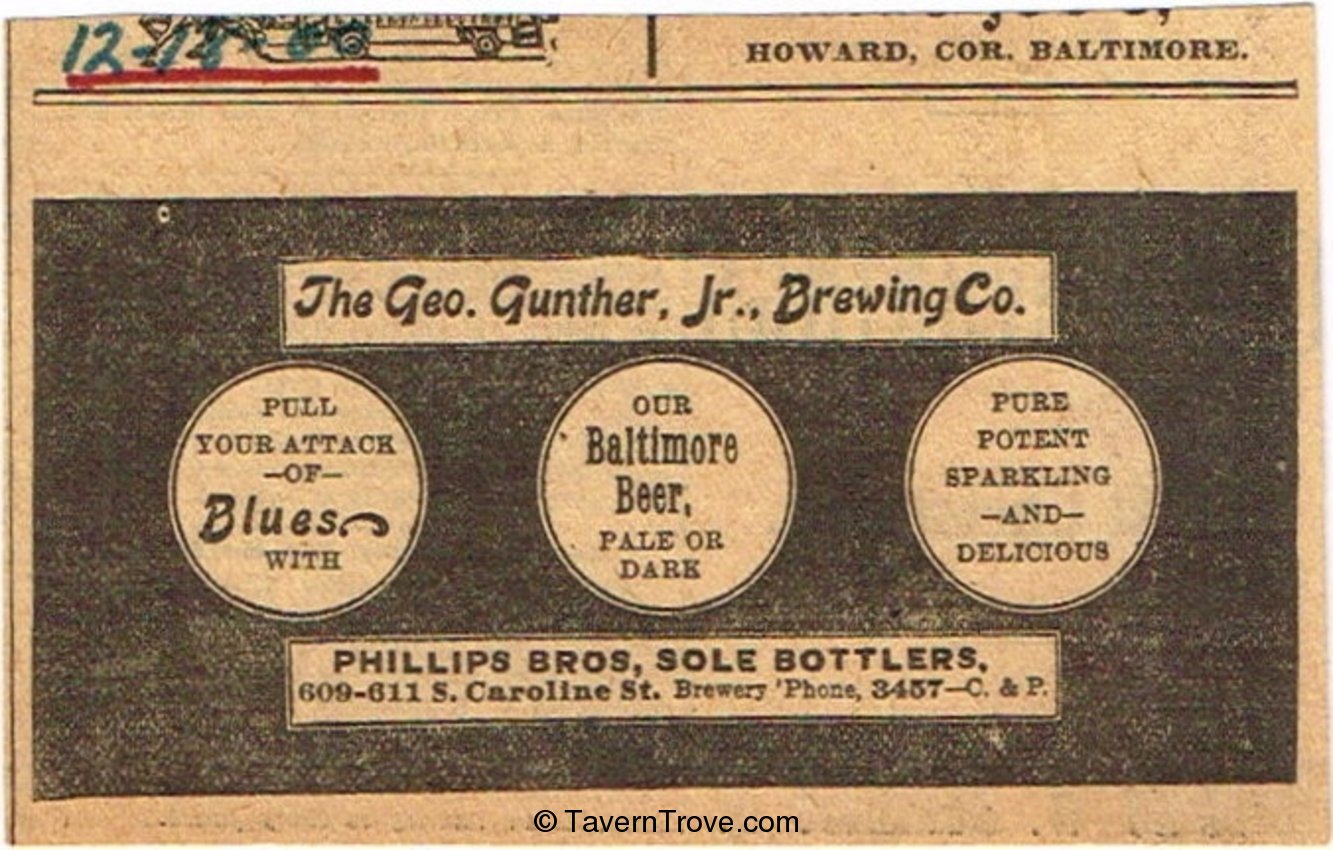 12-18-
HOWARD, COR. BALTIMORE.
The Geo. Gunther, Jr., Brewing Co.
PULL
YOUR ATTACK
—OF—
Blues
WITH
OUR
Baltimore
Beer,
PALE OR
DARK
PURE
POTENT
SPARKLING
—AND—
DELICIOUS
PHILLIPS BROS, SOLE BOTTLERS,
609-611 S. Caroline St. Brewery 'Phone, 3457—C. & P.
© TavernTrove.com